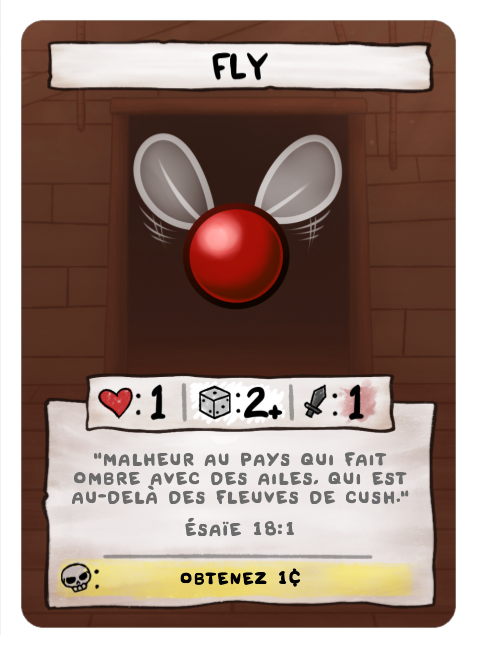 FLY
:1 :2+ :1
"MALHEUR AU PAYS QUI FAIT
OMBRE AVEC DES AILES, QUI EST
AU-DELÀ DES FLEUVES DE CUSH."
ÉSAÏE 18:1
: OBTENEZ 1¢